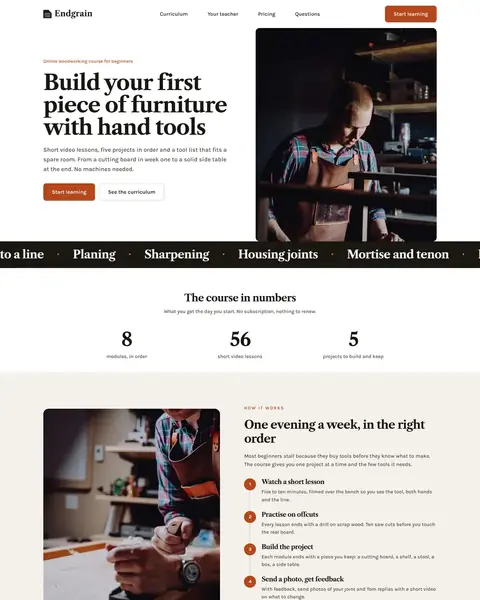 Endgrain
Curriculum
Your teacher
Pricing
Questions
Start learning
Online woodworking course for beginners
Build your first
piece of furniture
with hand tools
Short video lessons, five projects in order and a tool list that fits a
spare room. From a cutting board in week one to a solid side table
at the end. No machines needed.
Start learning
See the curriculum
to a line · Planing · Sharpening · Housing joints · Mortise and tenon ·
The course in numbers
What you get the day you start. No subscription, nothing to renew.
8
modules, in order
56
short video lessons
5
projects to build and keep
HOW IT WORKS
One evening a week, in the right
order
Most beginners stall because they buy tools before they know what to make.
The course gives you one project at a time and the few tools it needs.
1
Watch a short lesson
Five to ten minutes, filmed over the bench so you see the tool, both hands
and the line.
2
Practise on offcuts
Every lesson ends with a drill on scrap wood. Ten saw cuts before you touch
the real board.
3
Build the project
Each module ends with a piece you keep: a cutting board, a shelf, a stool, a
box, a side table.
4
Send a photo, get feedback
With feedback, send photos of your joint and Tom replies with a short video
on what to change.